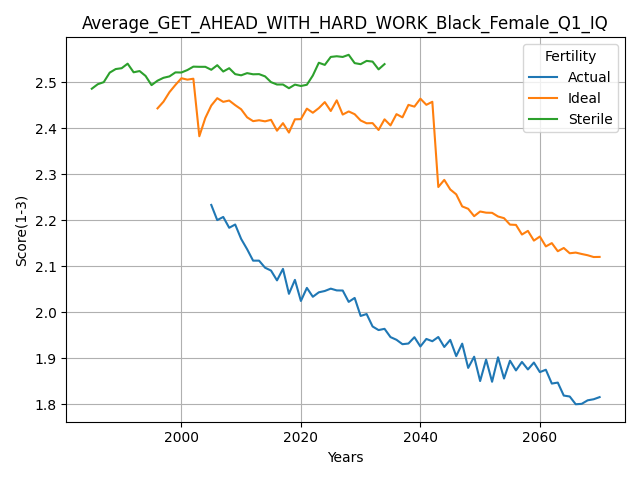 Average_GET_AHEAD_WITH_HARD_WORK_Black_Female_Q1_IQ
Fertility
Actual
Ideal
Sterile
Score(1-3)
2.5
2.4
2.3
2.2
2.1
2.0
1.9
1.8
2000
2020
2040
2060
Years